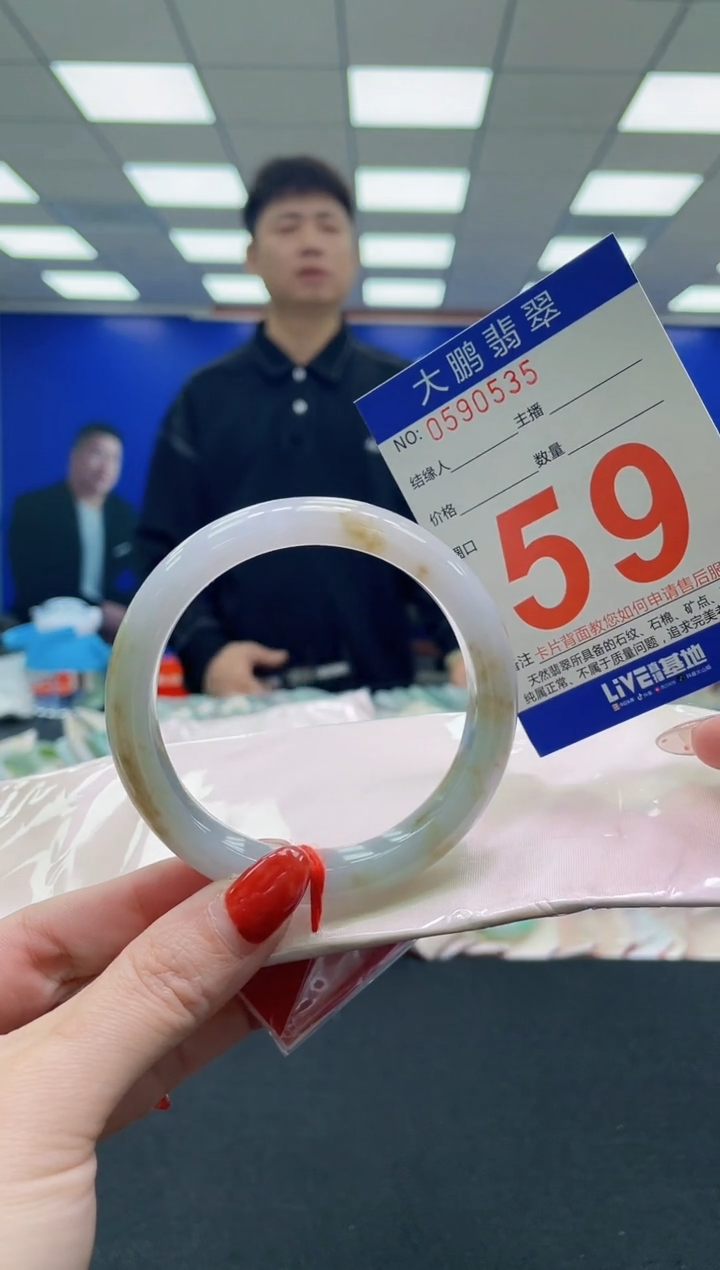 大鹏翡翠
NO: 0590535
结缘人 主播
价格 数量
圈口
59
注 卡片背面教您如何申请售后服
天然翡翠所具备的石纹、石棉、矿点、
纯属正常，不属于质量问题，追求完美
LiVE 基地